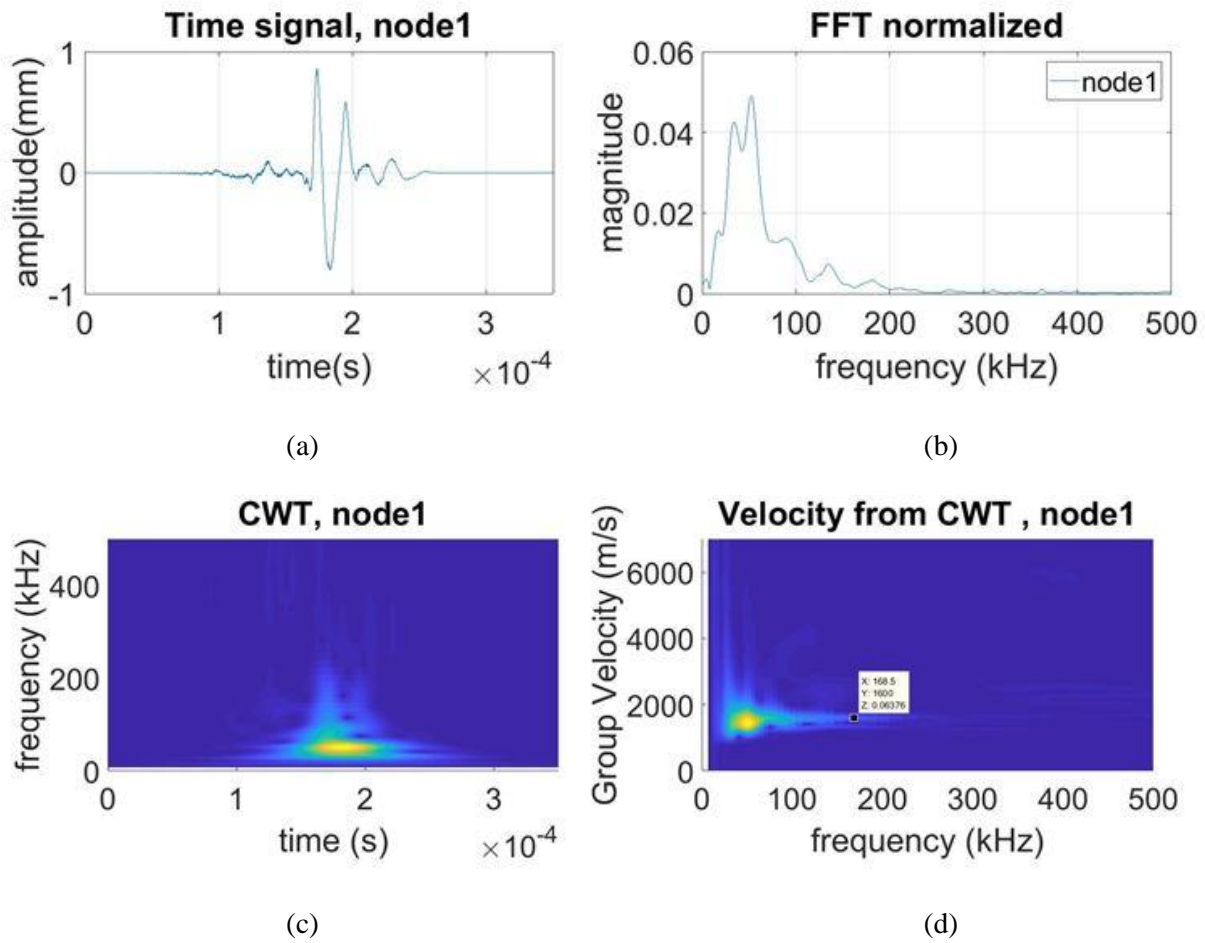 Time signal, node1
1
0
-1
amplitude(mm)
0 1 2 3
time(s) ×10-4
(a)
FFT normalized
0.06
0.04
0.02
0
magnitude
node1
0 100 200 300 400 500
frequency (kHz)
(b)
CWT, node1
400
200
0
frequency (kHz)
0 1 2 3
time (s) ×10-4
(c)
Velocity from CWT , node1
6000
4000
2000
0
Group Velocity (m/s)
X: 168.5
Y: 1600
Z: 0.06376
0 100 200 300 400 500
frequency (kHz)
(d)